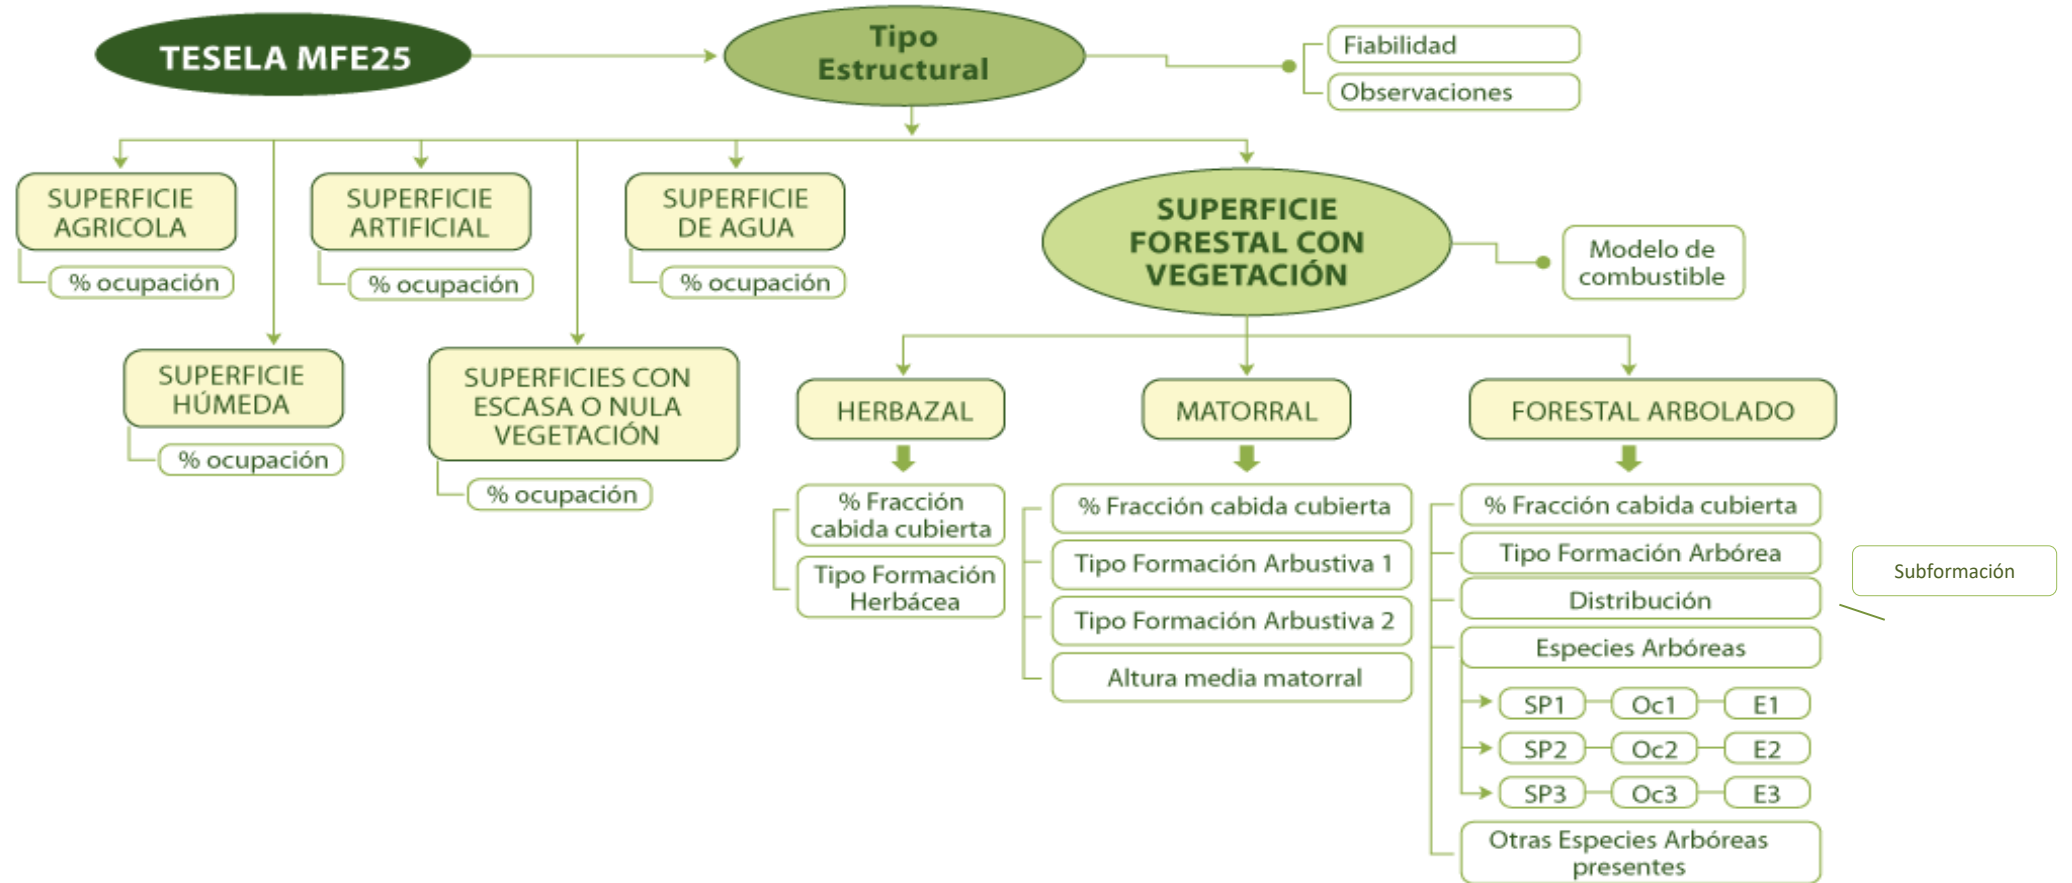 TESELA MFE25
Tipo
Estructural
Fiabilidad
Observaciones
SUPERFICIE
AGRICOLA
% ocupación
SUPERFICIE
ARTIFICIAL
% ocupación
SUPERFICIE
DE AGUA
% ocupación
SUPERFICIE
FORESTAL CON
VEGETACIÓN
Modelo de
combustible
SUPERFICIE
HÚMEDA
% ocupación
SUPERFICIES CON
ESCASA O NULA
VEGETACIÓN
% ocupación
HERBAZAL
% Fracción
cabida cubierta
Tipo Formación
Herbácea
MATORRAL
% Fracción cabida cubierta
Tipo Formación Arbustiva 1
Tipo Formación Arbustiva 2
Altura media matorral
FORESTAL ARBOLADO
% Fracción cabida cubierta
Tipo Formación Arbórea
Distribución
Especies Arbóreas
SP1 Oc1 E1
SP2 Oc2 E2
SP3 Oc3 E3
Otras Especies Arbóreas
presentes
Subformación